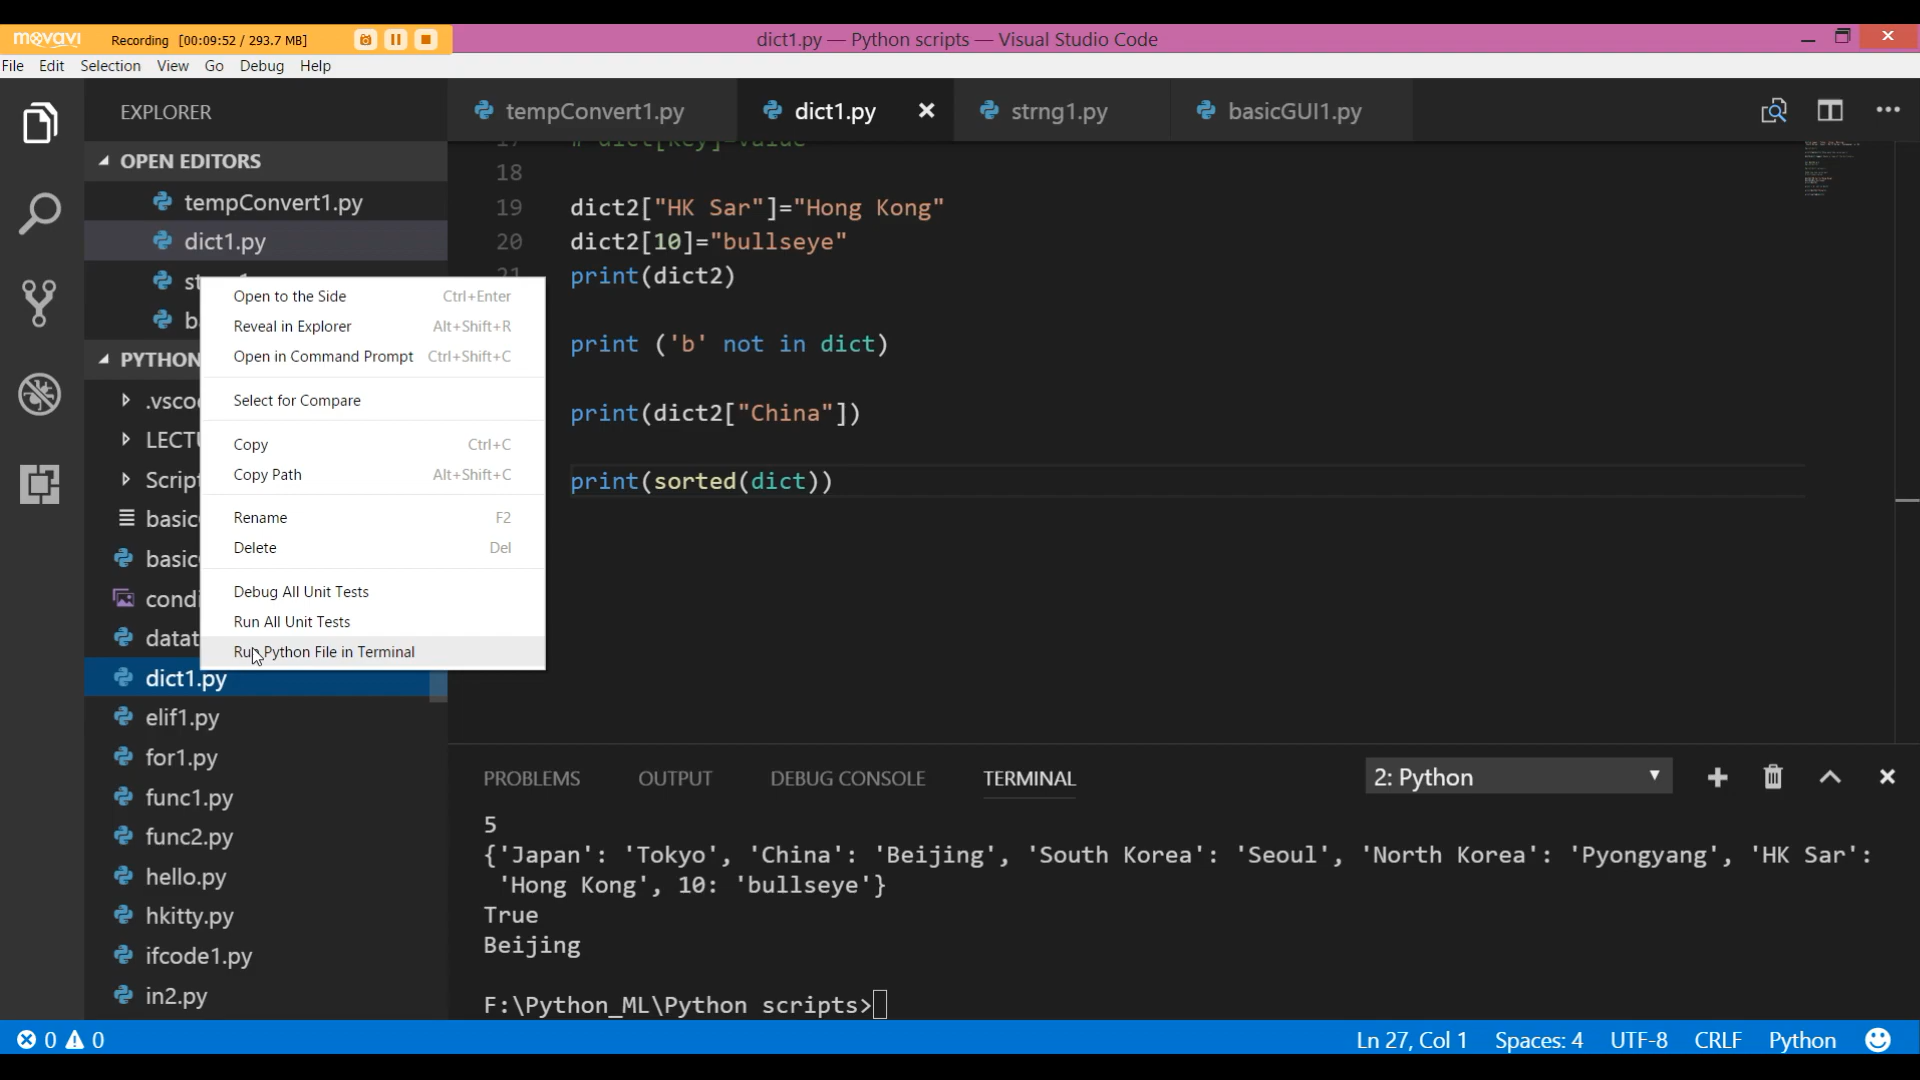 movavi Recording [00:09:52 / 293.7 MB]
dict1.py — Python scripts — Visual Studio Code
File Edit Selection View Go Debug Help
EXPLORER
tempConvert1.py dict1.py strng1.py basicGUI1.py
OPEN EDITORS
tempConvert1.py
dict1.py
PYTHON
.vsco
LECTU
Script
basic
basic
condi
datat
dict1.py
elif1.py
for1.py
func1.py
func2.py
hello.py
hkitty.py
ifcode1.py
in2.py
Open to the Side Ctrl+Enter
Reveal in Explorer Alt+Shift+R
Open in Command Prompt Ctrl+Shift+C
Select for Compare
Copy Ctrl+C
Copy Path Alt+Shift+C
Rename F2
Delete Del
Debug All Unit Tests
Run All Unit Tests
Run Python File in Terminal
17 # dict[key]=value
18
19 dict2["HK Sar"]="Hong Kong"
20 dict2[10]="bullseye"
21 print(dict2)
print ('b' not in dict)
print(dict2["China"])
print(sorted(dict))
PROBLEMS OUTPUT DEBUG CONSOLE TERMINAL 2: Python
5
{'Japan': 'Tokyo', 'China': 'Beijing', 'South Korea': 'Seoul', 'North Korea': 'Pyongyang', 'HK Sar':
'Hong Kong', 10: 'bullseye'}
True
Beijing
F:\Python_ML\Python scripts>
0 0 Ln 27, Col 1 Spaces: 4 UTF-8 CRLF Python